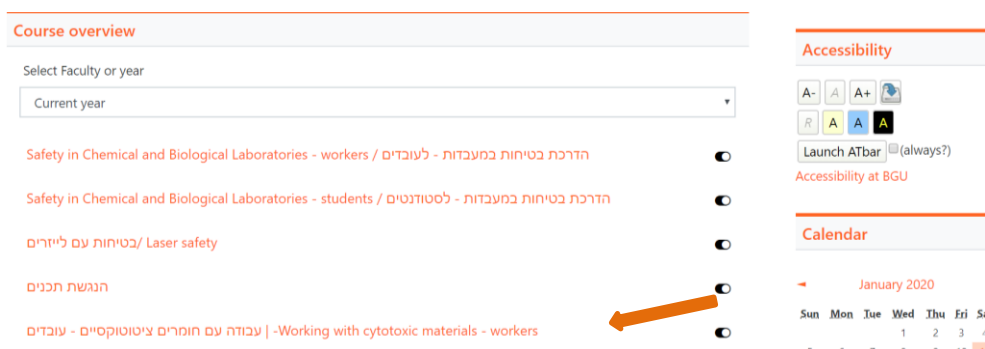 Course overview
Select Faculty or year
Current year
Safety in Chemical and Biological Laboratories - workers / הדרכת בטיחות במעבדות - לעובדים
Safety in Chemical and Biological Laboratories - students / הדרכת בטיחות במעבדות - לסטודנטים
בטיחות עם לייזרים/ Laser safety
הנגשת תכנים
עבודה עם חומרים ציטוטוקסיים - עובדים | -Working with cytotoxic materials - workers
Accessibility
A- A A+
R A A A
Launch ATbar (always?)
Accessibility at BGU
Calendar
◄ January 2020
Sun Mon Tue Wed Thu Fri
1 2 3